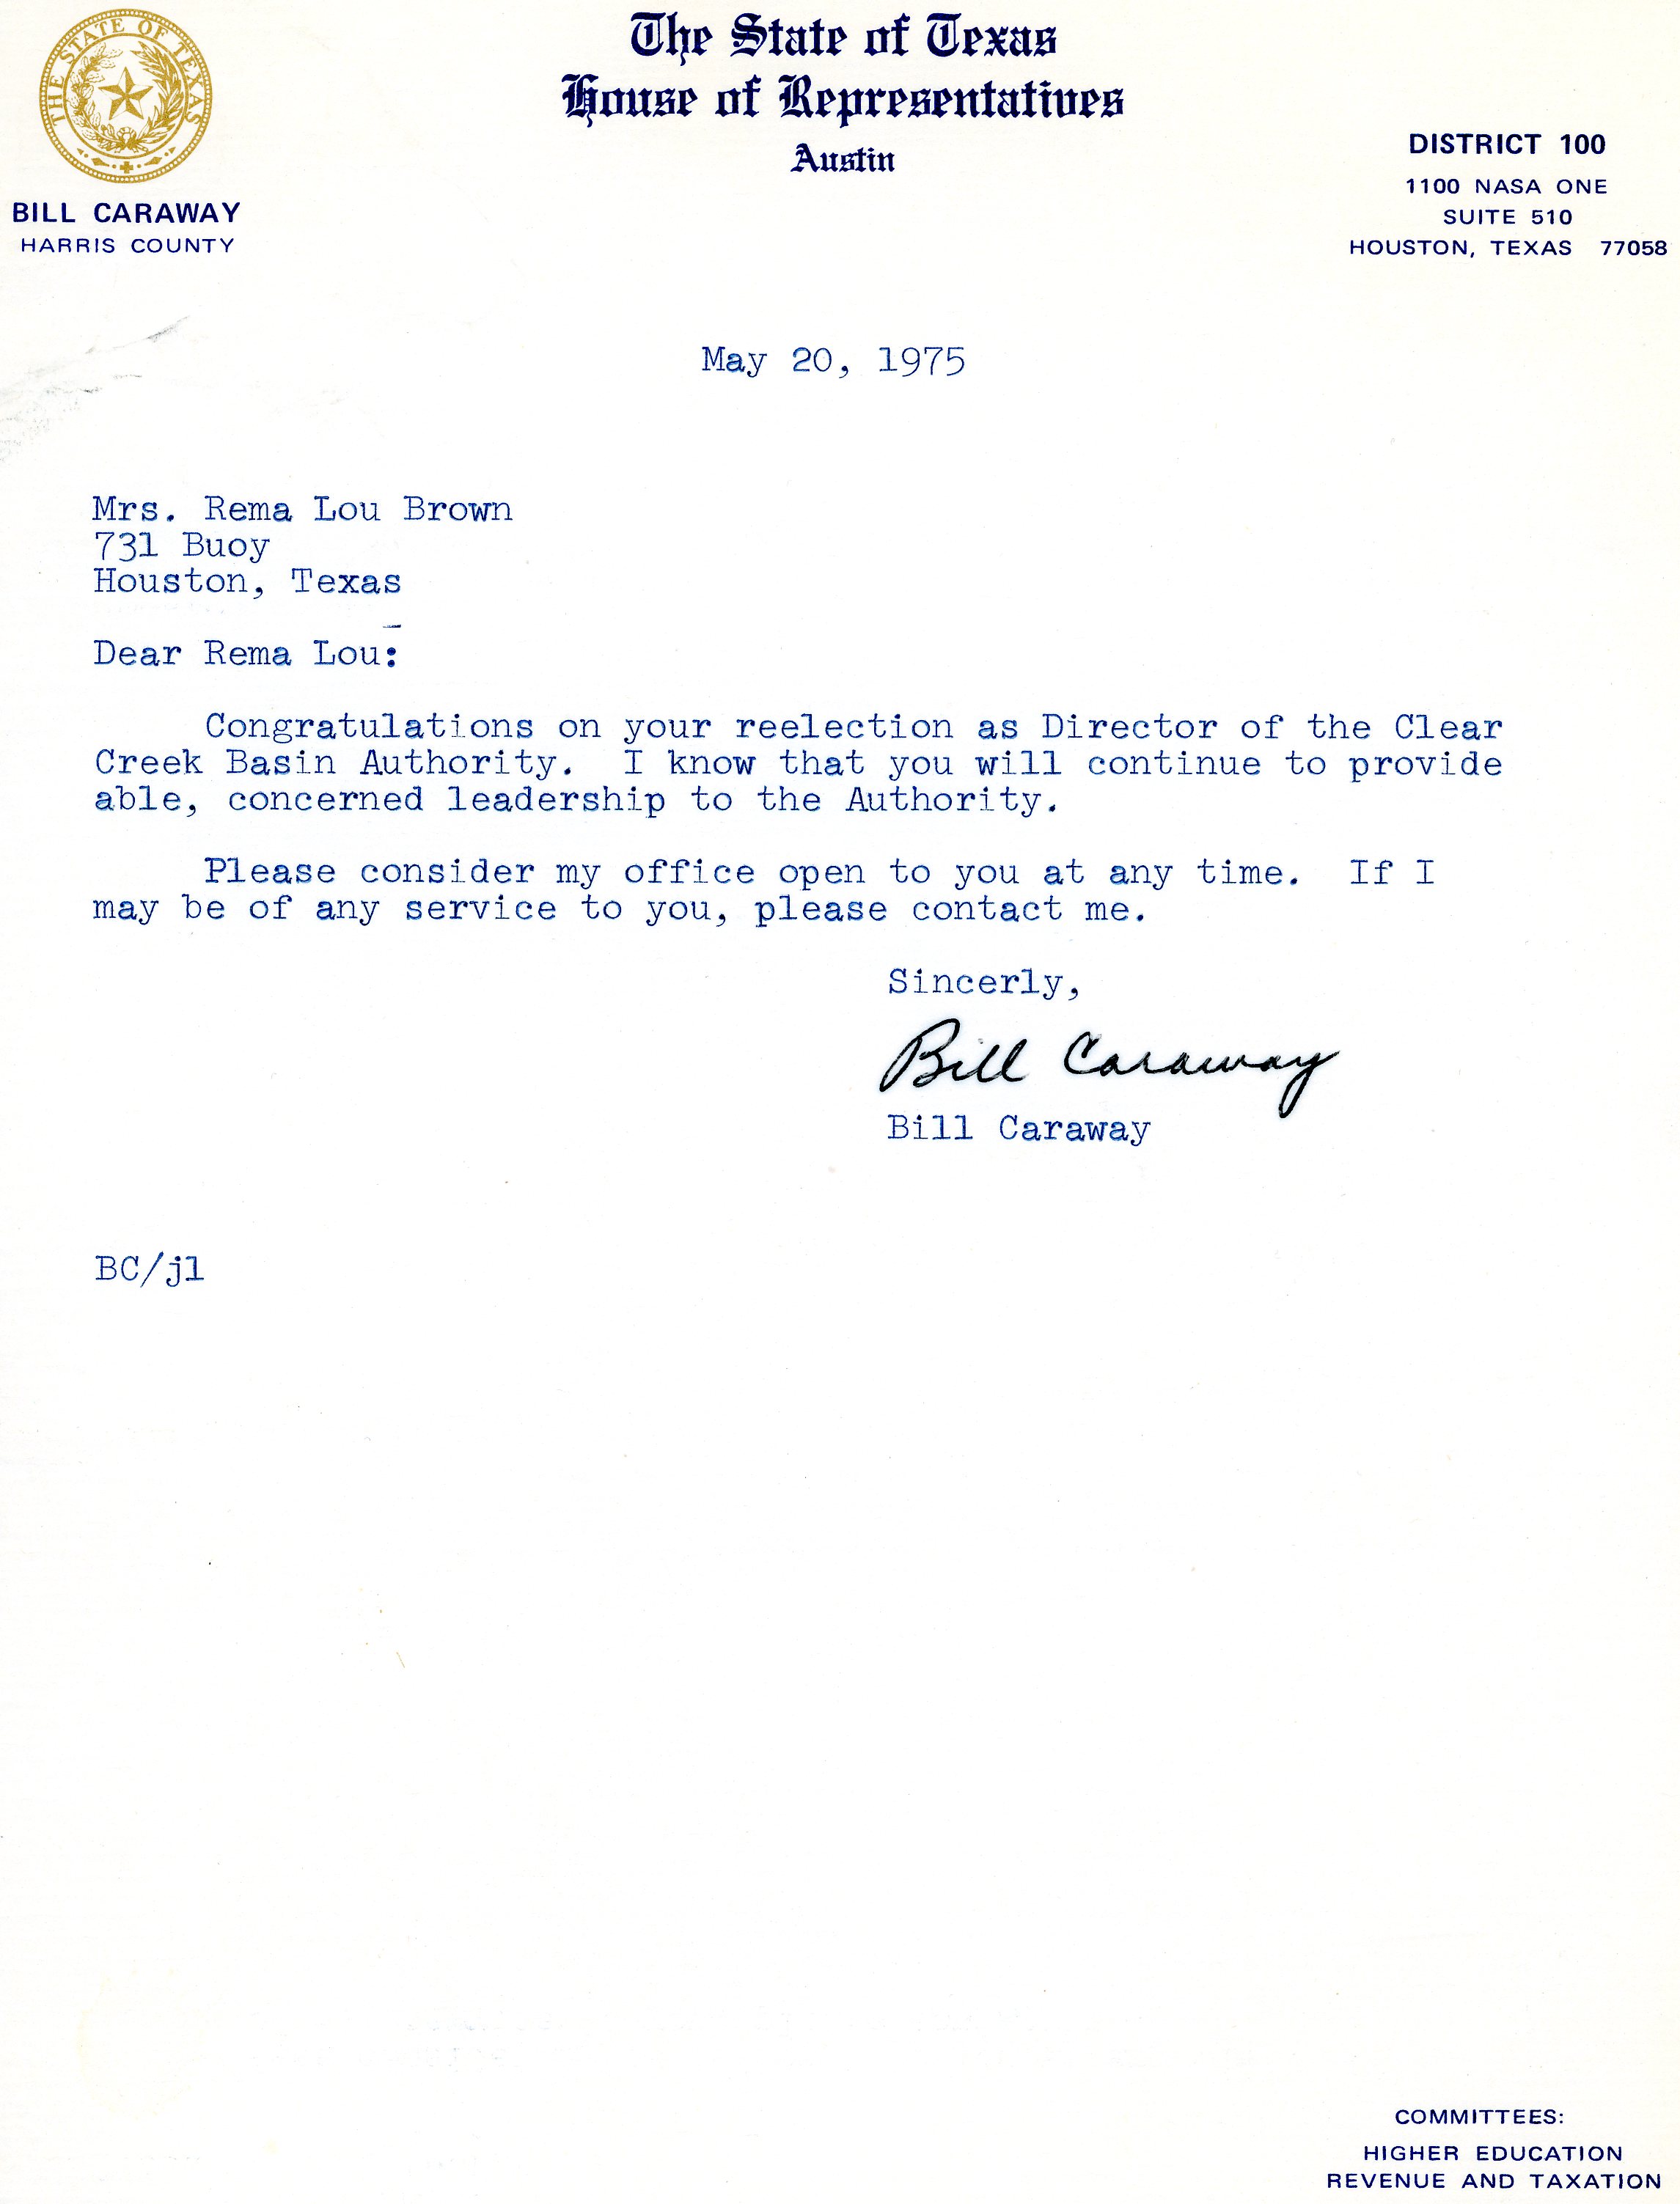 THE STATE OF TEXAS
The State of Texas
House of Representatives
Austin
BILL CARAWAY
HARRIS COUNTY
DISTRICT 100
1100 NASA ONE
SUITE 510
HOUSTON, TEXAS 77058
May 20, 1975
Mrs. Rema Lou Brown
731 Buoy
Houston, Texas
Dear Rema Lou:
Congratulations on your reelection as Director of the Clear
Creek Basin Authority. I know that you will continue to provide
able, concerned leadership to the Authority.
Please consider my office open to you at any time. If I
may be of any service to you, please contact me.
Sincerly,
Bill Caraway
Bill Caraway
BC/jl
COMMITTEES:
HIGHER EDUCATION
REVENUE AND TAXATION